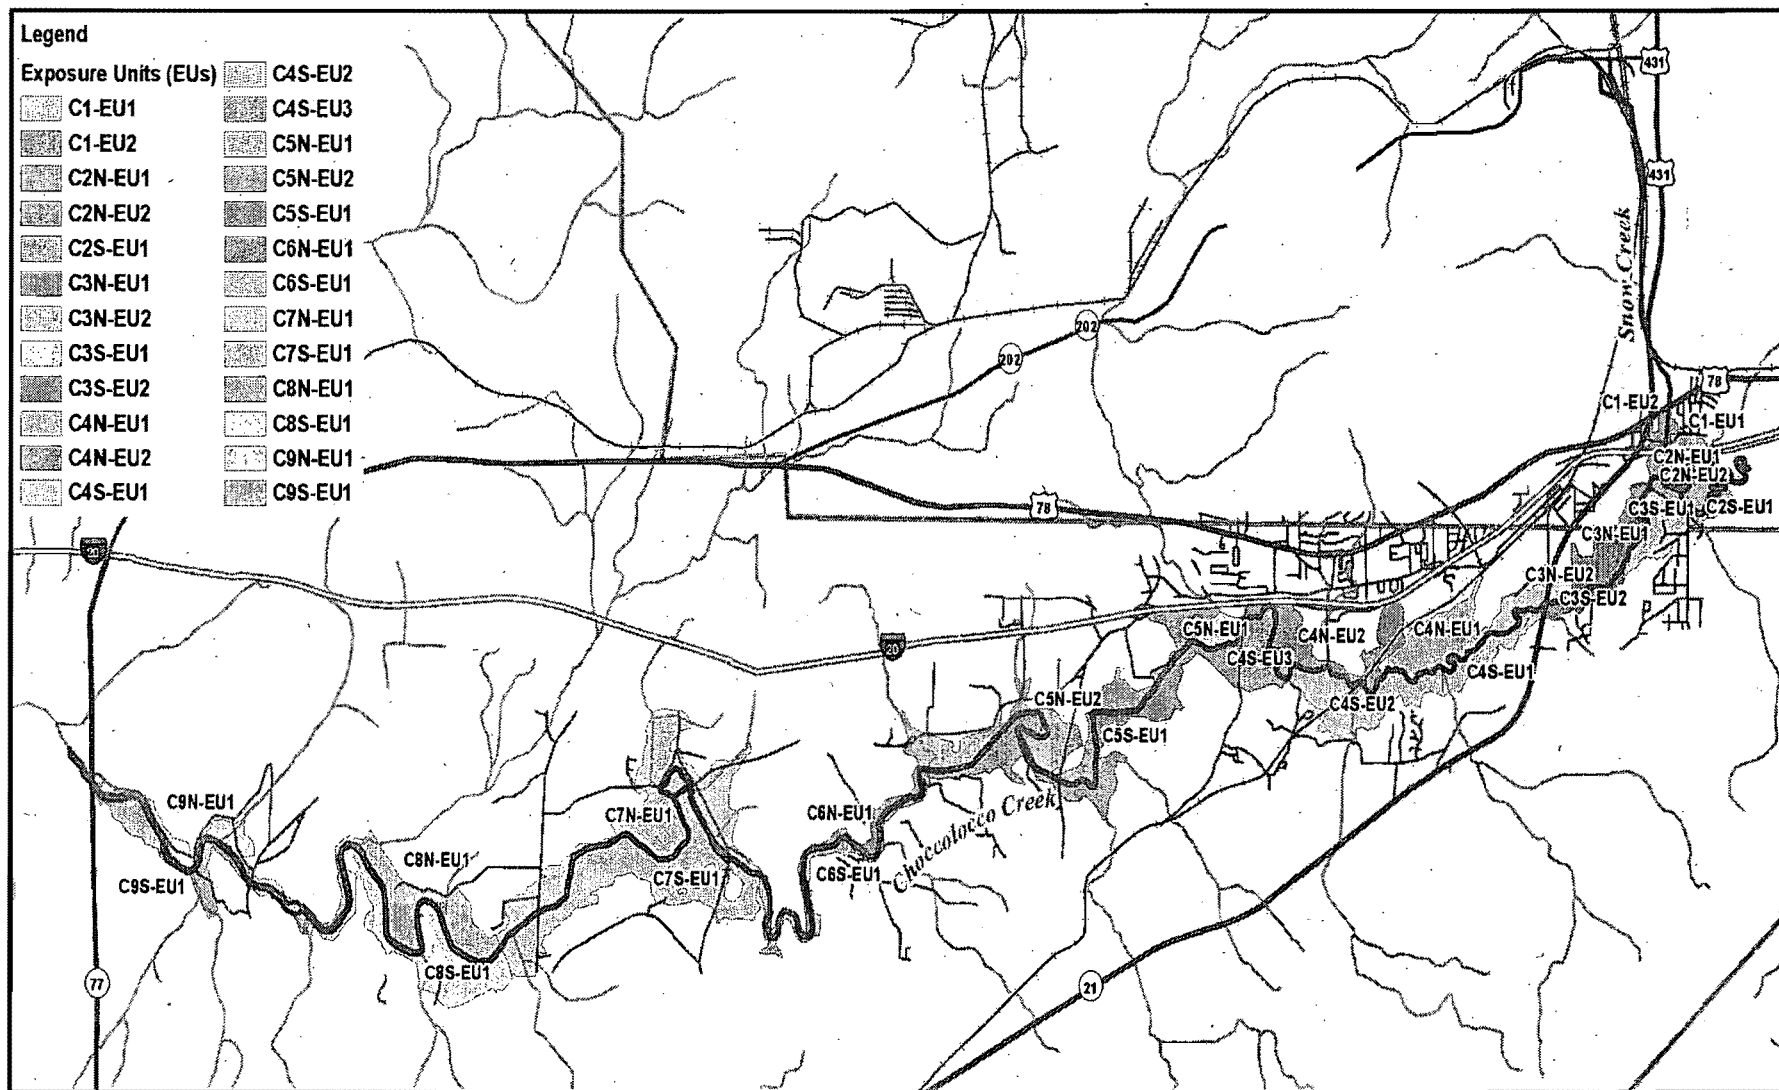 Legend
Exposure Units (EUs)
C1-EU1
C1-EU2
C2N-EU1
C2N-EU2
C2S-EU1
C3N-EU1
C3N-EU2
C3S-EU1
C3S-EU2
C4N-EU1
C4N-EU2
C4S-EU1
C4S-EU2
C4S-EU3
C5N-EU1
C5N-EU2
C5S-EU1
C6N-EU1
C6S-EU1
C7N-EU1
C7S-EU1
C8N-EU1
C8S-EU1
C9N-EU1
C9S-EU1
431
431
Snow Creek
202
202
78
C1-EU2
C1-EU1
C2N-EU1
C2N-EU2
C2S-EU1
C3S-EU1
78
C3N-EU1
20
C3N-EU2
C3S-EU2
C5N-EU1
C4N-EU2
C4N-EU1
20
C4S-EU3
C4S-EU1
C5N-EU2
C4S-EU2
C5S-EU1
C9N-EU1
C7N-EU1
C6N-EU1
Choccolocco Creek
C8N-EU1
C9S-EU1
C7S-EU1
C6S-EU1
C8S-EU1
77
21